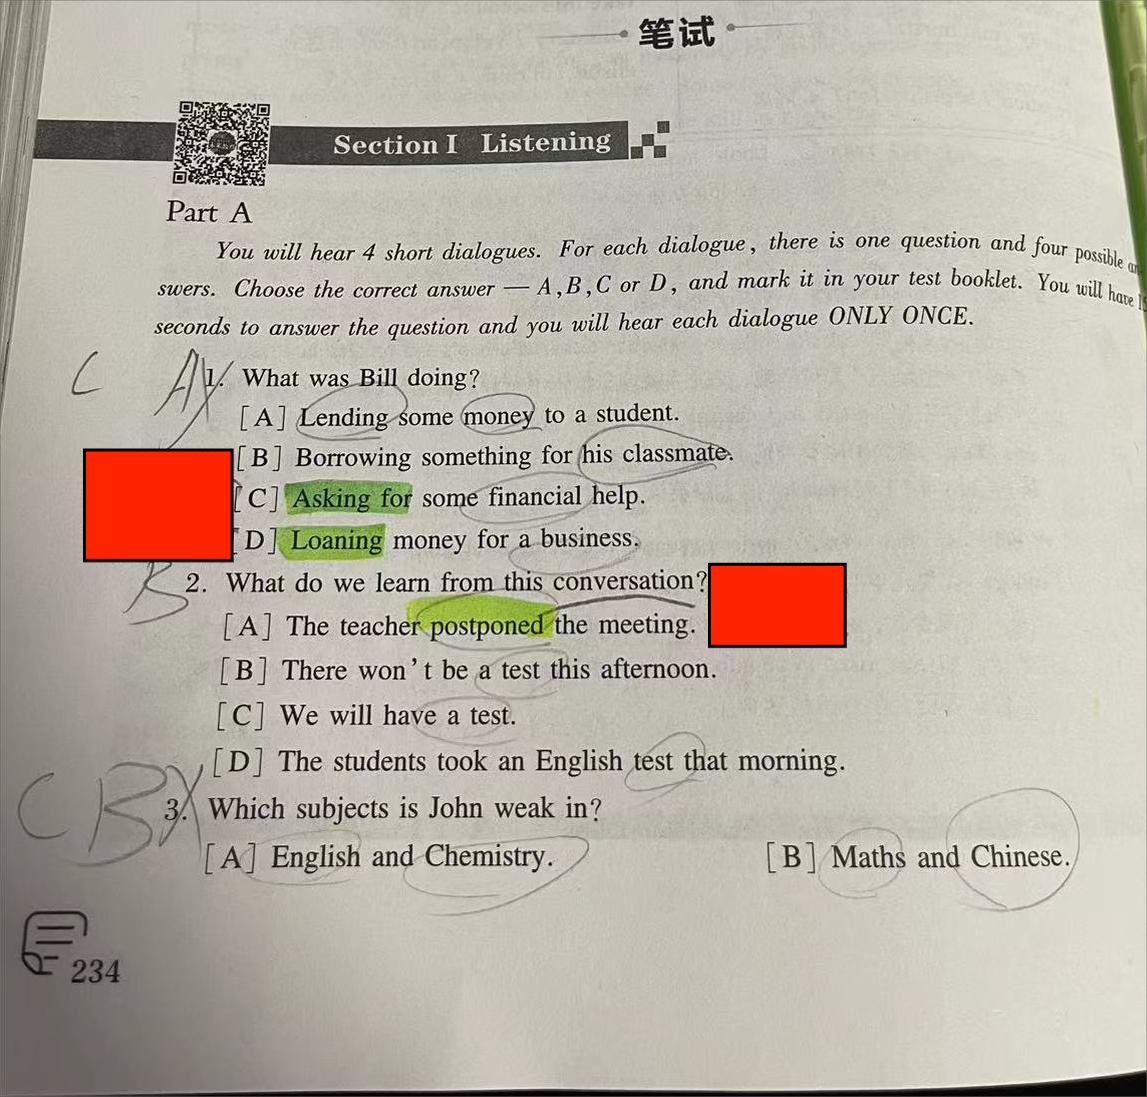 笔试
Section I Listening
Part A
You will hear 4 short dialogues. For each dialogue, there is one question and four possible an
swers. Choose the correct answer — A, B, C or D, and mark it in your test booklet. You will have
seconds to answer the question and you will hear each dialogue ONLY ONCE.
C A 1. What was Bill doing?
[A] Lending some money to a student.
[B] Borrowing something for his classmate.
[C] Asking for some financial help.
[D] Loaning money for a business.
B 2. What do we learn from this conversation?
[A] The teacher postponed the meeting.
[B] There won't be a test this afternoon.
[C] We will have a test.
[D] The students took an English test that morning.
C B 3. Which subjects is John weak in?
[A] English and Chemistry. [B] Maths and Chinese.
234